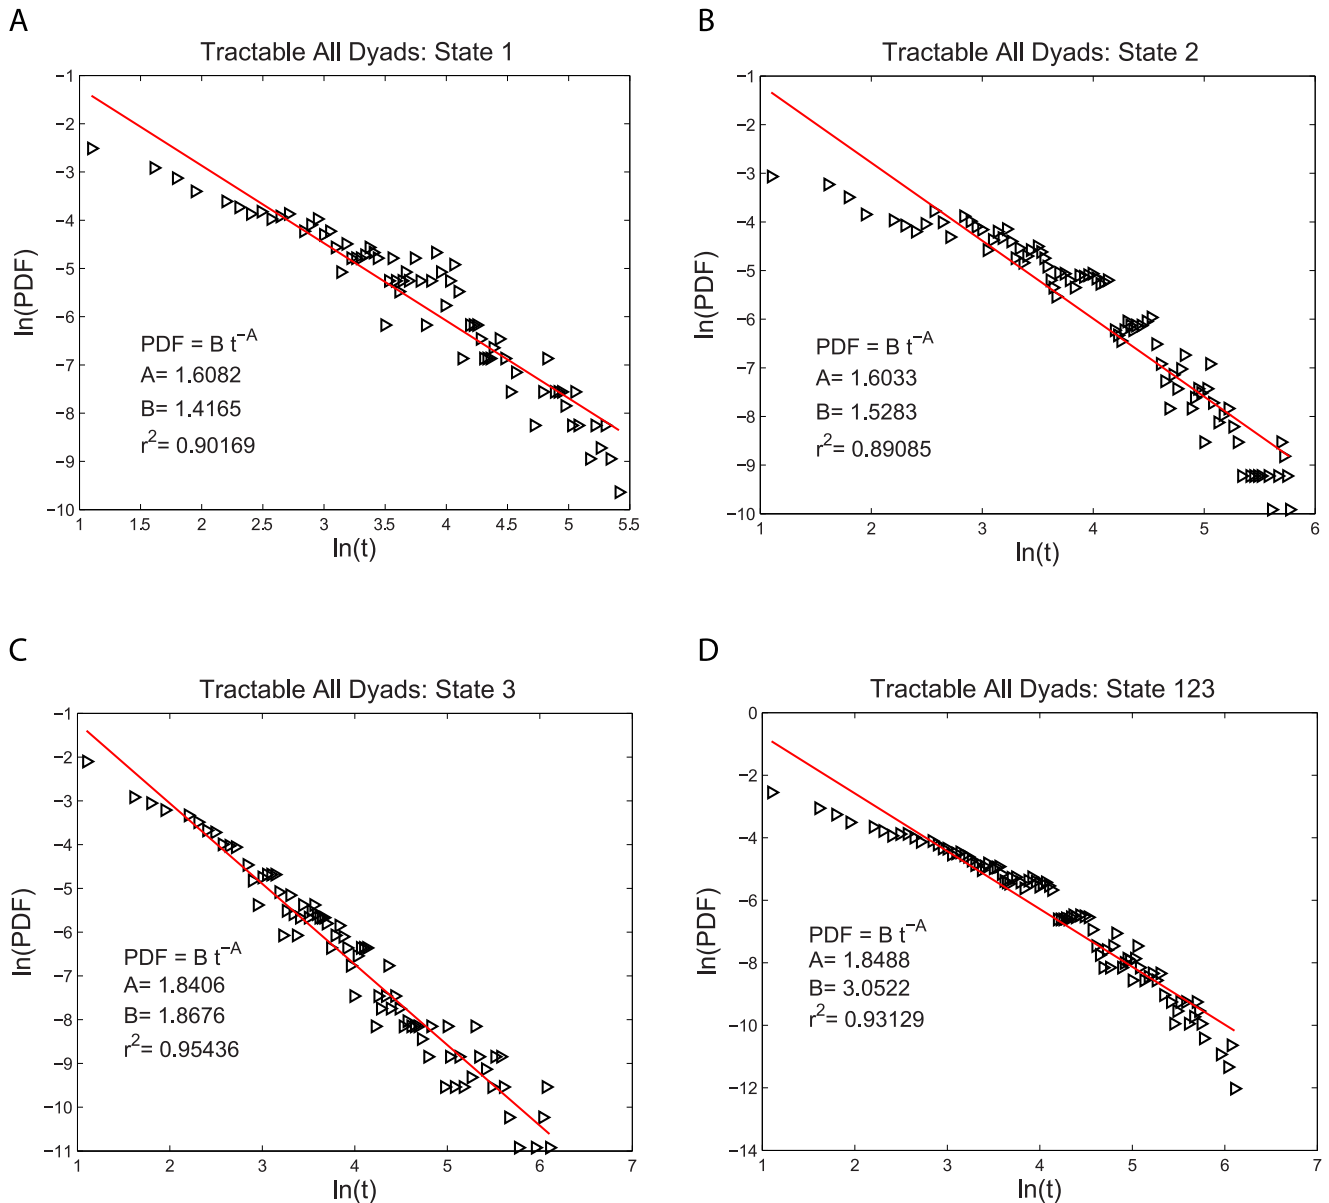 A
Tractable All Dyads: State 1
−1
−2
−3
−4
−5
−6
−7
−8
−9
−10
ln(PDF)
PDF = B t^−A
A= 1.6082
B= 1.4165
r^2= 0.90169
1 1.5 2 2.5 3 3.5 4 4.5 5 5.5
ln(t)
B
Tractable All Dyads: State 2
−1
−2
−3
−4
−5
−6
−7
−8
−9
−10
ln(PDF)
PDF = B t^−A
A= 1.6033
B= 1.5283
r^2= 0.89085
1 2 3 4 5 6
ln(t)
C
Tractable All Dyads: State 3
−1
−2
−3
−4
−5
−6
−7
−8
−9
−10
−11
ln(PDF)
PDF = B t^−A
A= 1.8406
B= 1.8676
r^2= 0.95436
1 2 3 4 5 6 7
ln(t)
D
Tractable All Dyads: State 123
0
−2
−4
−6
−8
−10
−12
−14
ln(PDF)
PDF = B t^−A
A= 1.8488
B= 3.0522
r^2= 0.93129
1 2 3 4 5 6 7
ln(t)